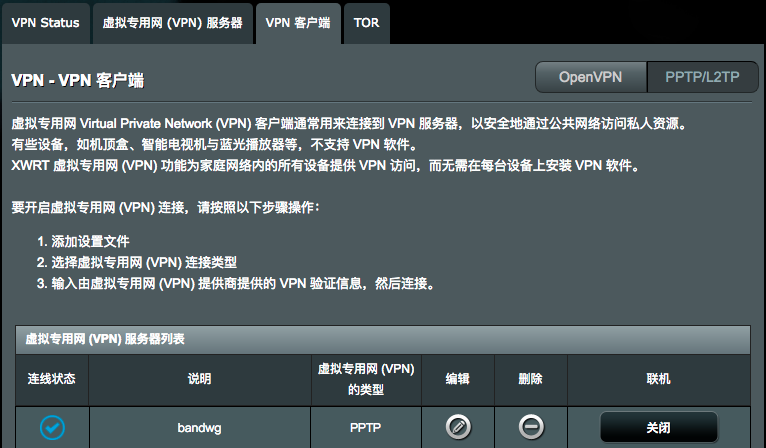 VPN Status 虚拟专用网 (VPN) 服务器 VPN 客户端 TOR
VPN - VPN 客户端 OpenVPN PPTP/L2TP
虚拟专用网 Virtual Private Network (VPN) 客户端通常用来连接到 VPN 服务器，以安全地通过公共网络访问私人资源。
有些设备，如机顶盒、智能电视机与蓝光播放器等，不支持 VPN 软件。
XWRT 虚拟专用网 (VPN) 功能为家庭网络内的所有设备提供 VPN 访问，而无需在每台设备上安装 VPN 软件。
要开启虚拟专用网 (VPN) 连接，请按照以下步骤操作：
1. 添加设置文件
2. 选择虚拟专用网 (VPN) 连接类型
3. 输入由虚拟专用网 (VPN) 提供商提供的 VPN 验证信息，然后连接。
虚拟专用网 (VPN) 服务器列表
连线状态 说明 虚拟专用网 (VPN) 的类型 编辑 删除 联机
bandwg PPTP 关闭